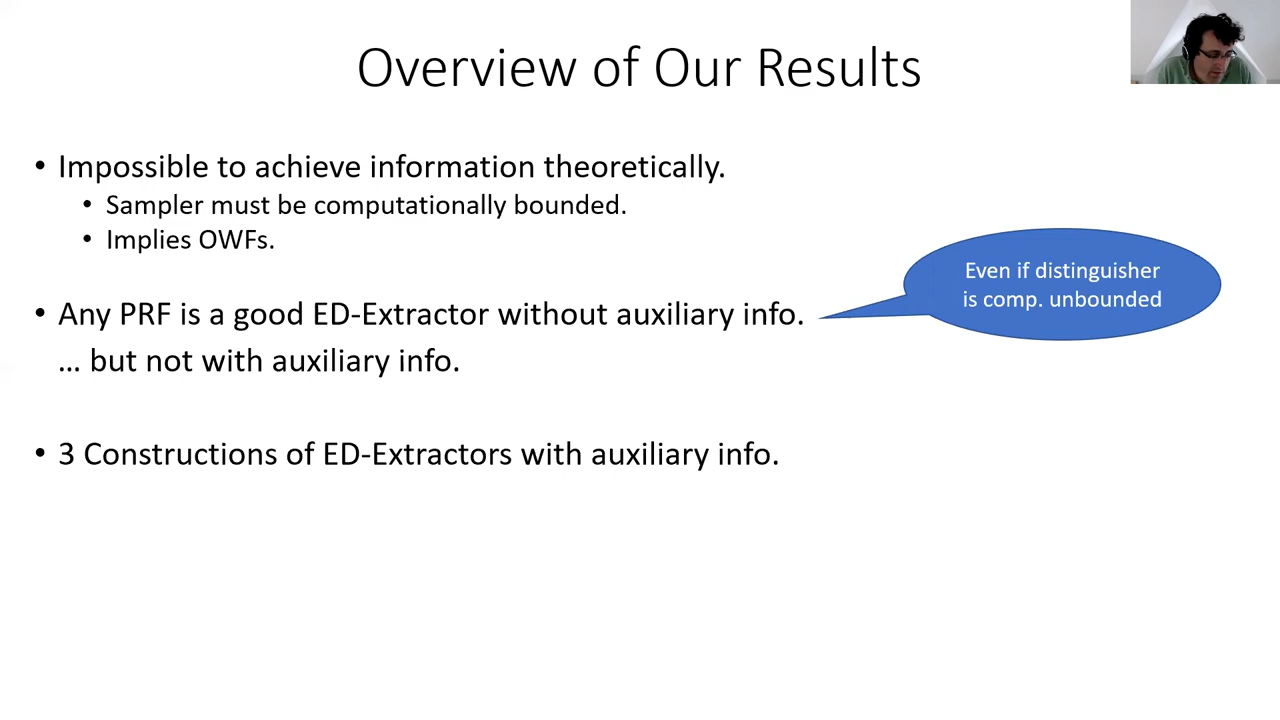 Overview of Our Results
• Impossible to achieve information theoretically.
• Sampler must be computationally bounded.
• Implies OWFs.
Even if distinguisher
is comp. unbounded
• Any PRF is a good ED-Extractor without auxiliary info.
... but not with auxiliary info.
• 3 Constructions of ED-Extractors with auxiliary info.